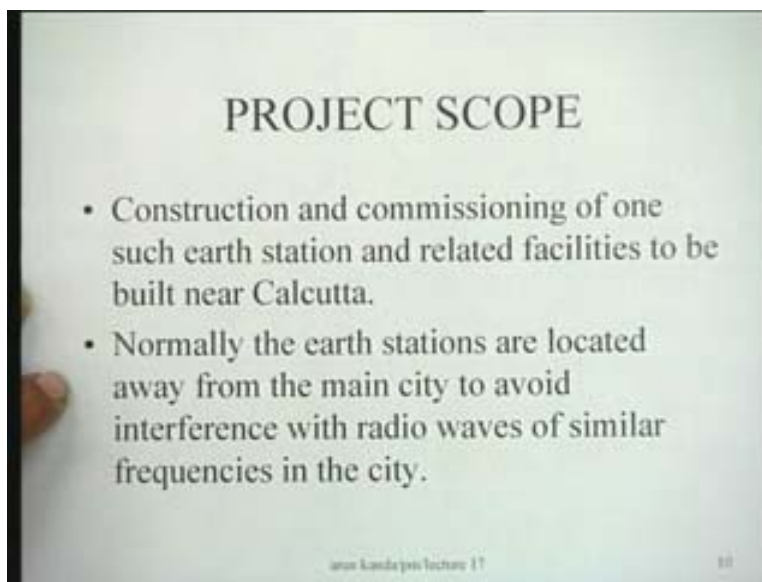 PROJECT SCOPE
• Construction and commissioning of one
such earth station and related facilities to be
built near Calcutta.
• Normally the earth stations are located
away from the main city to avoid
interference with radio waves of similar
frequencies in the city.
lecture 17